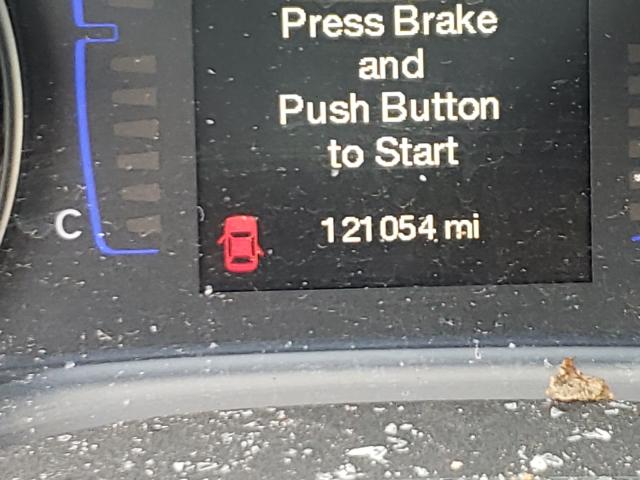 Press Brake
and
Push Button
to Start
C
121054 mi